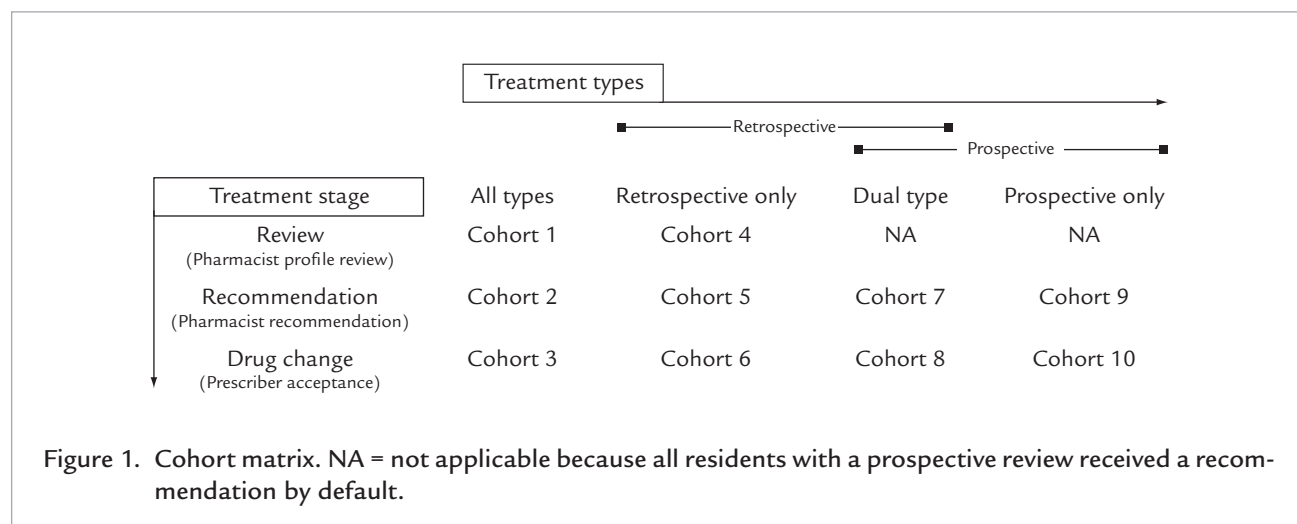 Treatment types
Retrospective
Prospective
Treatment stage All types Retrospective only Dual type Prospective only
Review Cohort 1 Cohort 4 NA NA
(Pharmacist profile review)
Recommendation Cohort 2 Cohort 5 Cohort 7 Cohort 9
(Pharmacist recommendation)
Drug change Cohort 3 Cohort 6 Cohort 8 Cohort 10
(Prescriber acceptance)
Figure 1. Cohort matrix. NA = not applicable because all residents with a prospective review received a recom-
mendation by default.